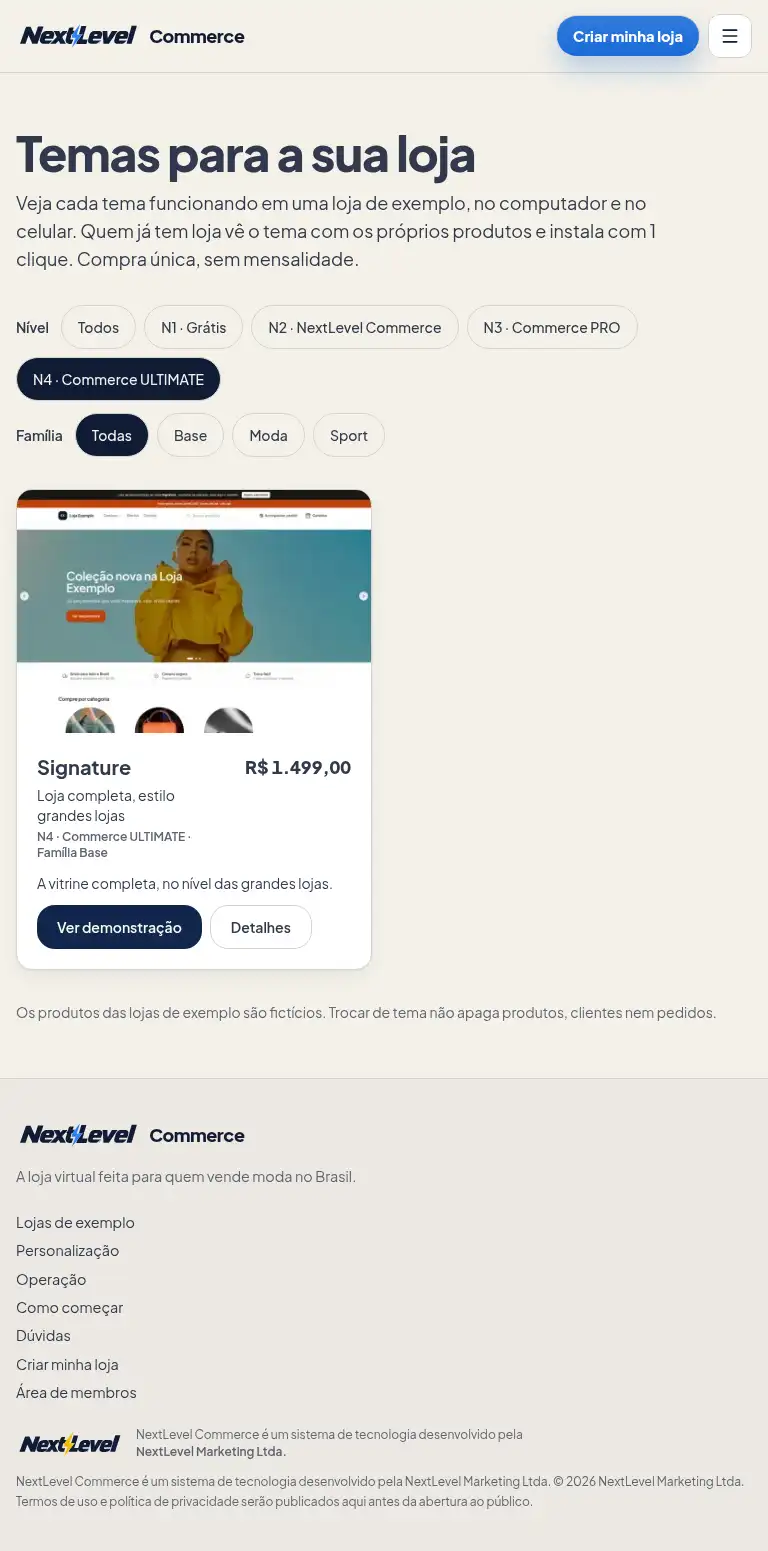 NextLevel Commerce
Criar minha loja
Temas para a sua loja
Veja cada tema funcionando em uma loja de exemplo, no computador e no
celular. Quem já tem loja vê o tema com os próprios produtos e instala com 1
clique. Compra única, sem mensalidade.
Nível
Todos
N1 · Grátis
N2 · NextLevel Commerce
N3 · Commerce PRO
N4 · Commerce ULTIMATE
Família
Todas
Base
Moda
Sport
Loja Exemplo
Coleção nova na Loja
Exemplo
Compre por categoria
Signature
R$ 1.499,00
Loja completa, estilo
grandes lojas
N4 · Commerce ULTIMATE ·
Família Base
A vitrine completa, no nível das grandes lojas.
Ver demonstração
Detalhes
Os produtos das lojas de exemplo são fictícios. Trocar de tema não apaga produtos, clientes nem pedidos.
NextLevel Commerce
A loja virtual feita para quem vende moda no Brasil.
Lojas de exemplo
Personalização
Operação
Como começar
Dúvidas
Criar minha loja
Área de membros
NextLevel
NextLevel Commerce é um sistema de tecnologia desenvolvido pela
NextLevel Marketing Ltda.
NextLevel Commerce é um sistema de tecnologia desenvolvido pela NextLevel Marketing Ltda. © 2026 NextLevel Marketing Ltda.
Termos de uso e política de privacidade serão publicados aqui antes da abertura ao público.